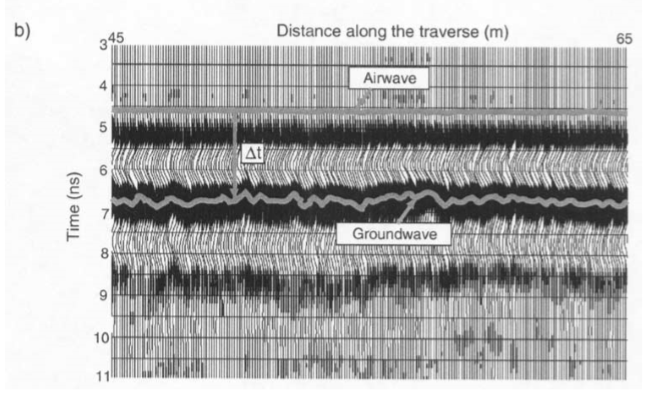 b)
Distance along the traverse (m)
45
65
3
Airwave
4
5
Δt
6
Time (ns)
7
Groundwave
8
9
10
11